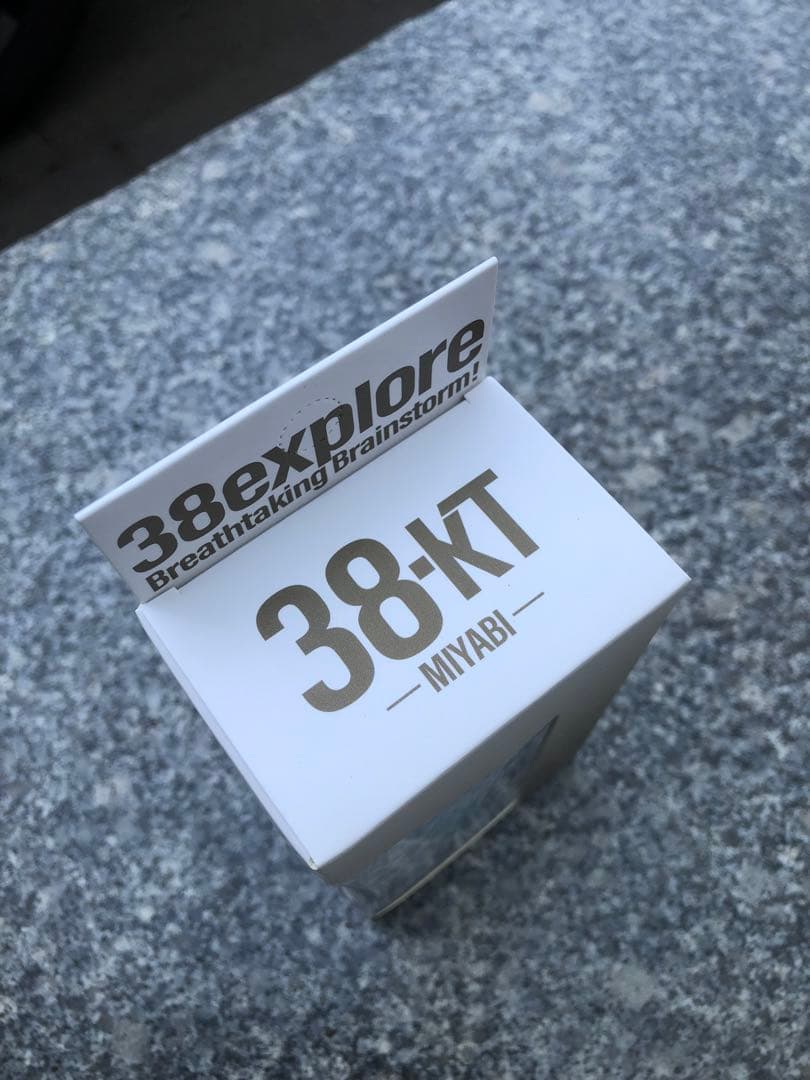 38explore
Breathtaking Brainstorm!
38-KT
MIYABI